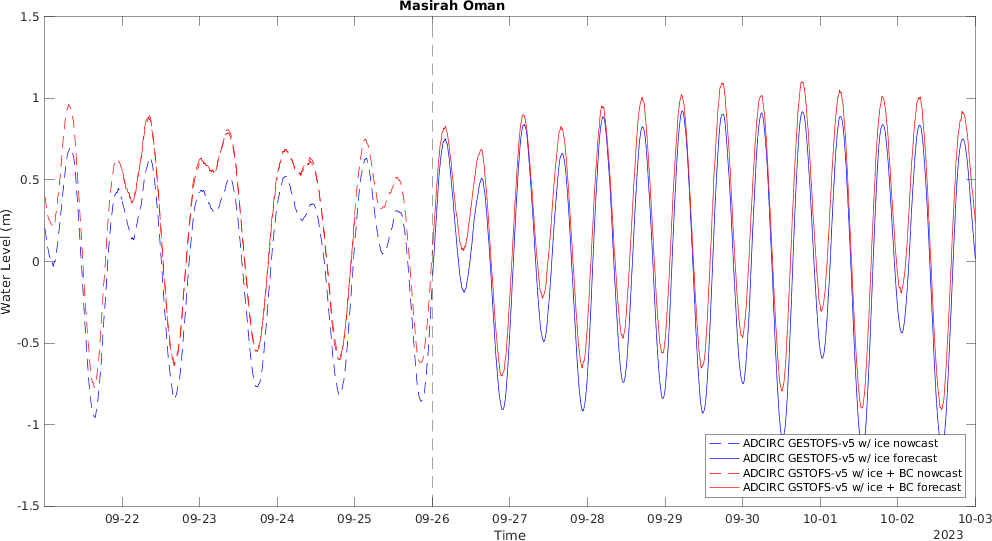 Masirah Oman
1.5
1
0.5
0
-0.5
-1
-1.5
Water Level (m)
ADCIRC GESTOFS-v5 w/ ice nowcast
ADCIRC GESTOFS-v5 w/ ice forecast
ADCIRC GSTOFS-v5 w/ ice + BC nowcast
ADCIRC GSTOFS-v5 w/ ice + BC forecast
09-22 09-23 09-24 09-25 09-26 09-27 09-28 09-29 09-30 10-01 10-02 10-03
Time
2023